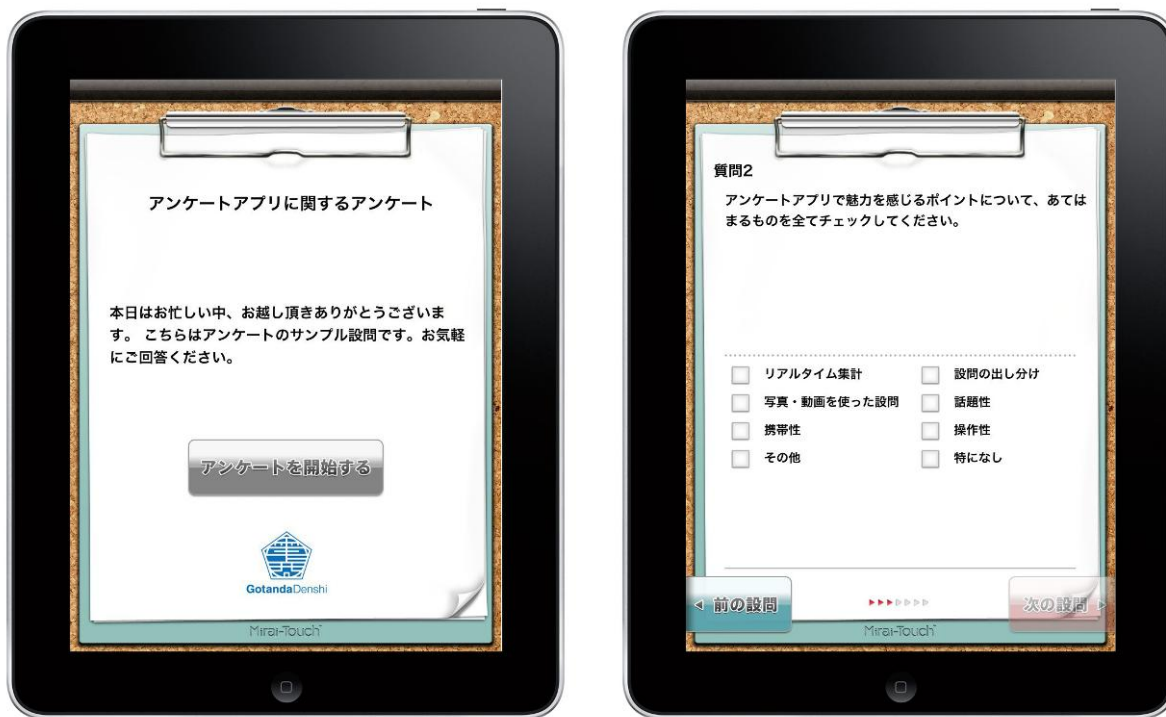 アンケートアプリに関するアンケート
本日はお忙しい中、お越し頂きありがとうございま
す。 こちらはアンケートのサンプル設問です。お気軽
にご回答ください。
アンケートを開始する
GotandaDenshi
Mirai-Touch
質問2
アンケートアプリで魅力を感じるポイントについて、あては
まるものを全てチェックしてください。
リアルタイム集計
設問の出し分け
写真・動画を使った設問
話題性
携帯性
操作性
その他
特になし
前の設問
次の設問
Mirai-Touch